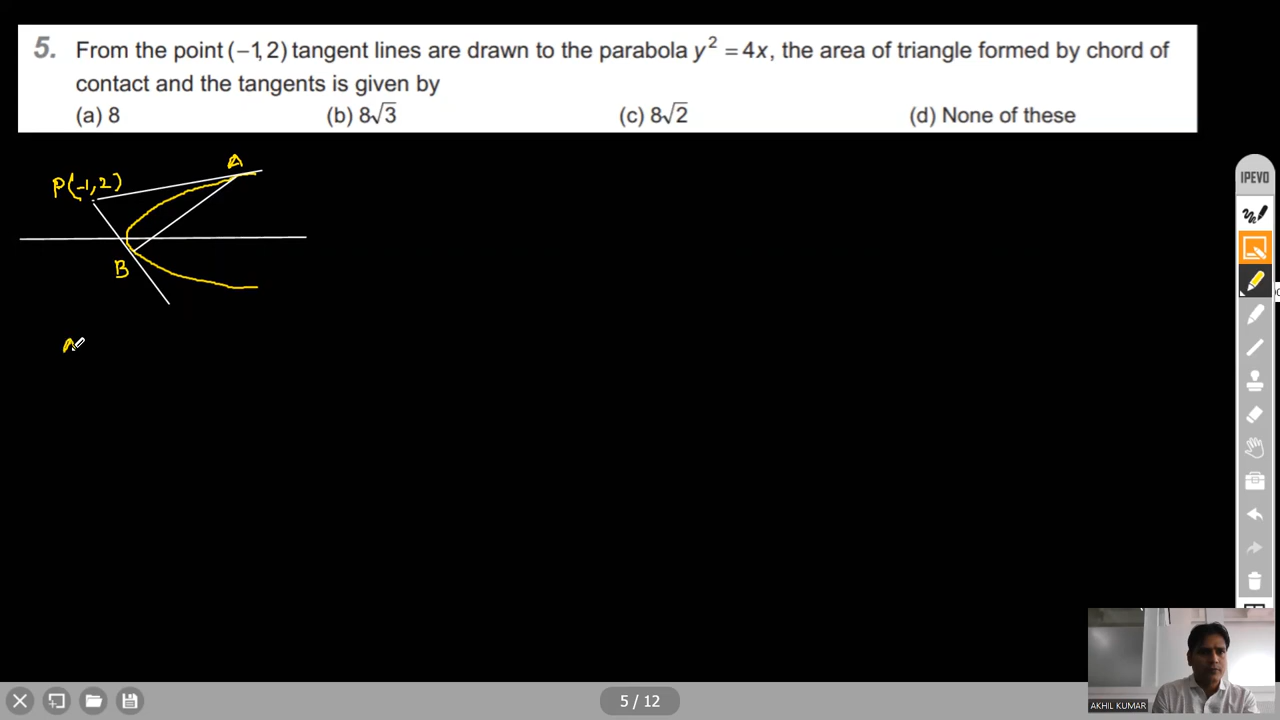 5. From the point (−1, 2) tangent lines are drawn to the parabola y² = 4x, the area of triangle formed by chord of
contact and the tangents is given by
(a) 8 (b) 8√3 (c) 8√2 (d) None of these
A
P(-1, 2)
B
IPEVO
5 / 12
AKHIL KUMAR